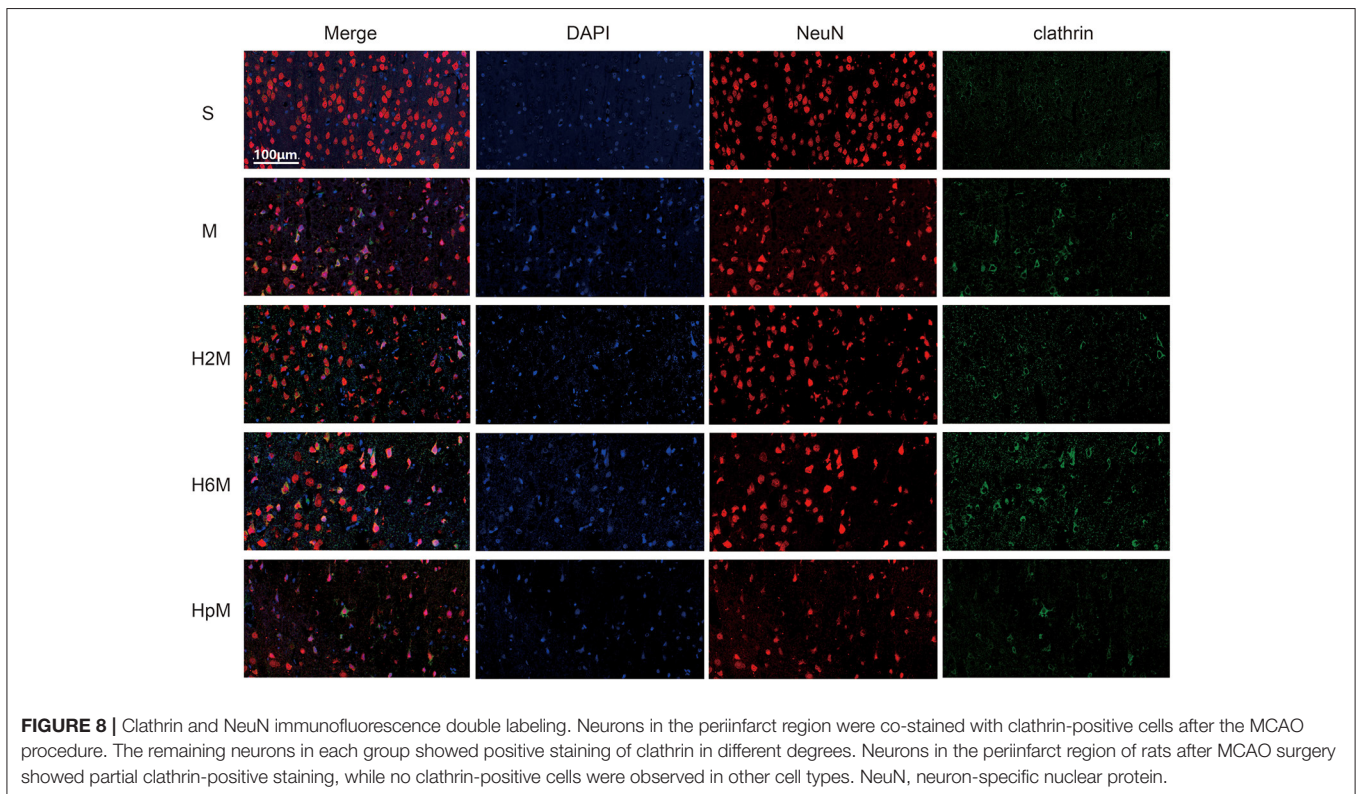 Merge DAPI NeuN clathrin
S
100μm
M
H2M
H6M
HpM
FIGURE 8 | Clathrin and NeuN immunofluorescence double labeling. Neurons in the periinfarct region were co-stained with clathrin-positive cells after the MCAO
procedure. The remaining neurons in each group showed positive staining of clathrin in different degrees. Neurons in the periinfarct region of rats after MCAO surgery
showed partial clathrin-positive staining, while no clathrin-positive cells were observed in other cell types. NeuN, neuron-specific nuclear protein.